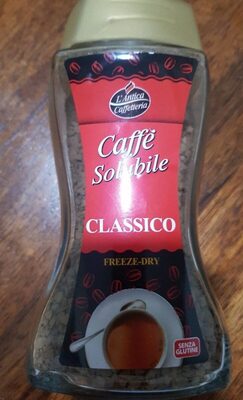 L'Antica
Caffetteria
Caffè
Solubile
CLASSICO
FREEZE-DRY
SENZA
GLUTINE